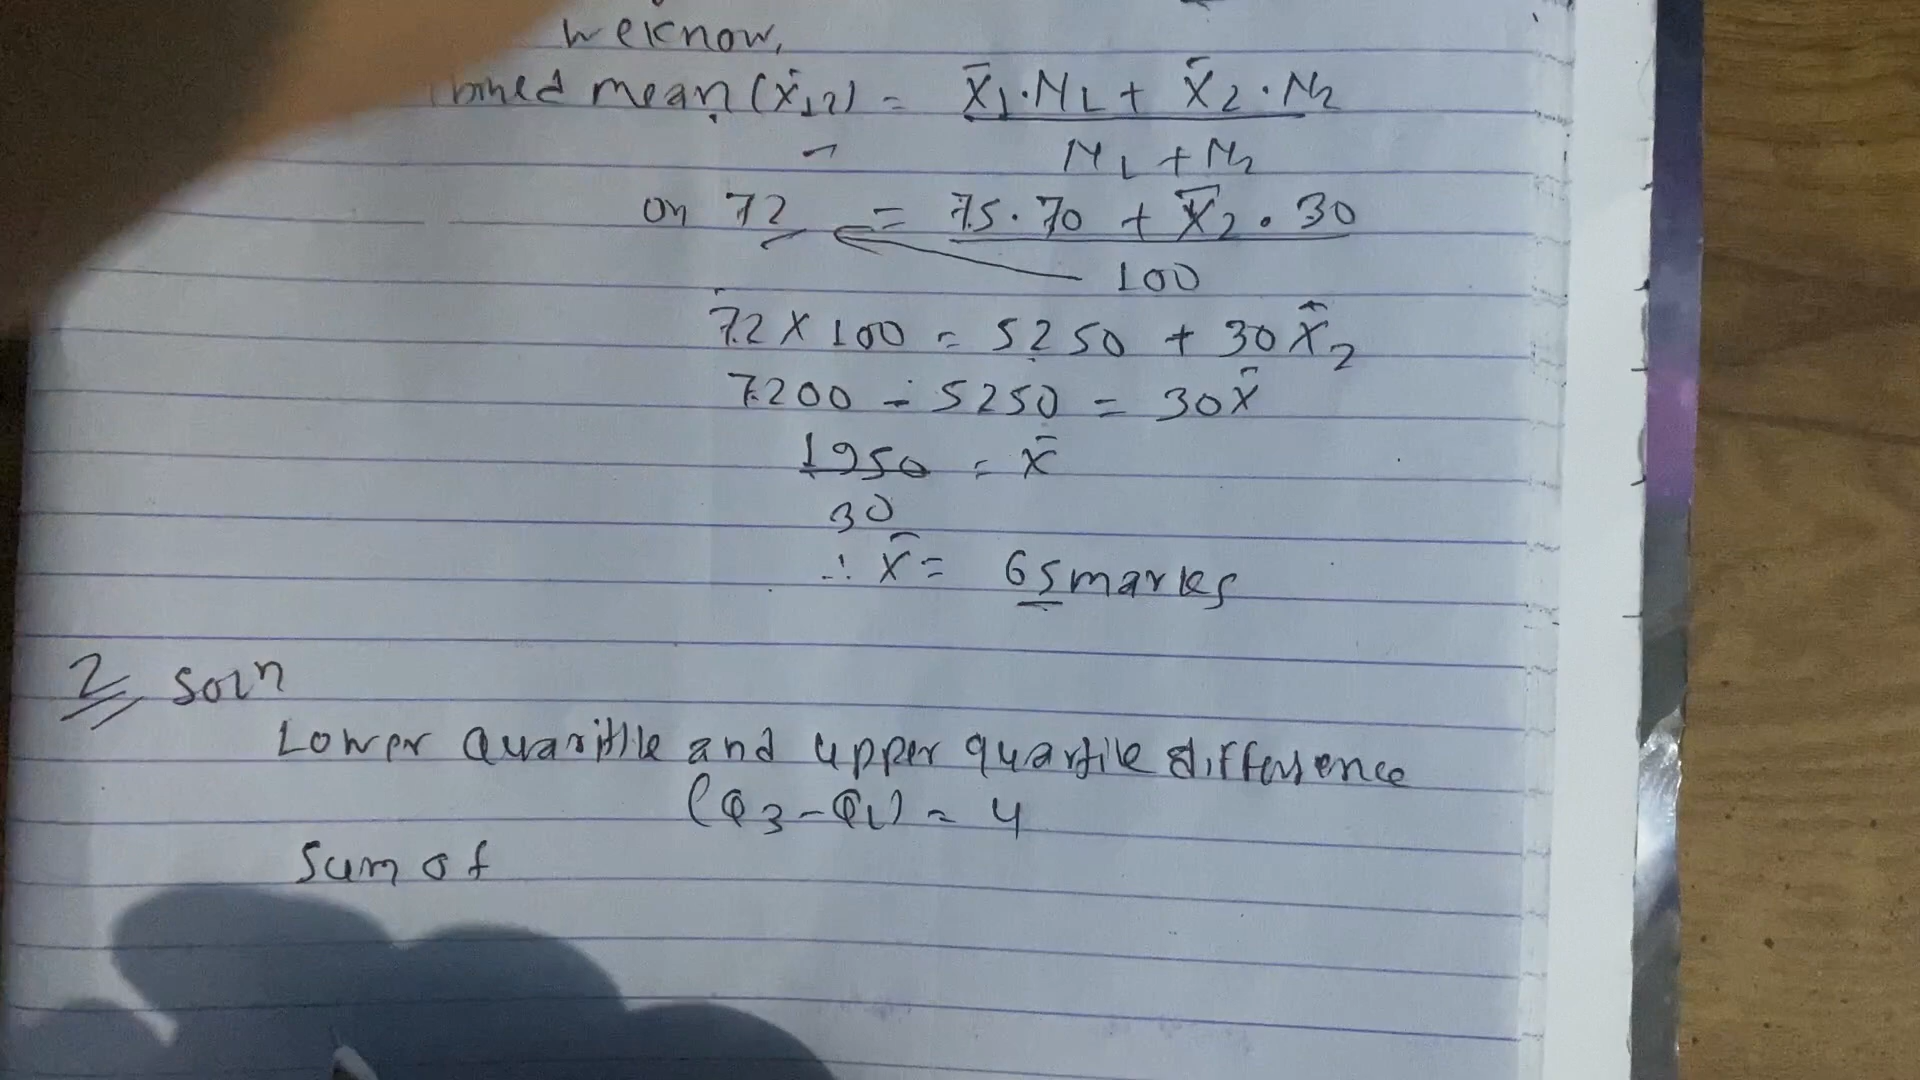 we know,
bined mean (x̄12) = x̄1.N1 + x̄2.N2
N1 + N2
or 72 = 75.70 + x̄2.30
100
72 x 100 = 5250 + 30x̄2
7200 - 5250 = 30x̄
1950 = x̄
30
∴ x̄ = 65 marks
2 soln
Lower quaritile and upper quartile difference
(Q3-Q1) = 4
Sum of